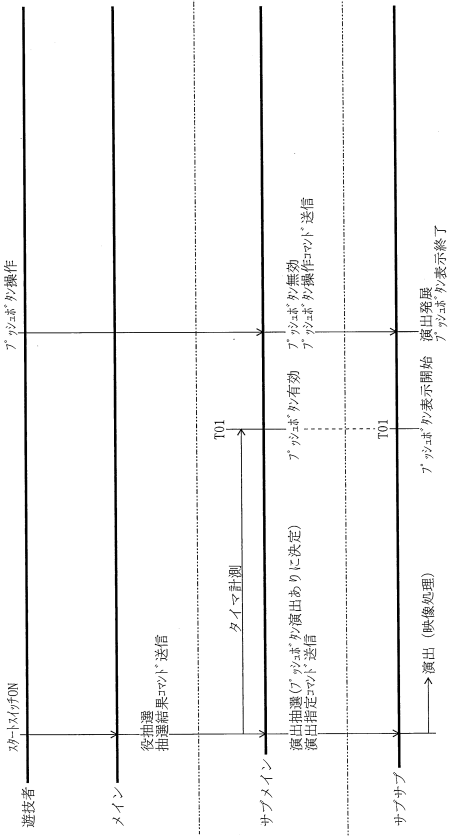 遊技者
ｽﾀｰﾄｽｲｯﾁON
ﾌﾟｯｼｭﾎﾞﾀﾝ操作
メイン
役抽選
抽選結果ｺﾏﾝﾄﾞ送信
タイマ計測
T01
サブメイン
演出抽選(ﾌﾟｯｼｭﾎﾞﾀﾝ演出ありに決定)
演出指定ｺﾏﾝﾄﾞ送信
ﾌﾟｯｼｭﾎﾞﾀﾝ有効
ﾌﾟｯｼｭﾎﾞﾀﾝ無効
ﾌﾟｯｼｭﾎﾞﾀﾝ操作ｺﾏﾝﾄﾞ送信
T01
サブサブ
演出（映像処理）
ﾌﾟｯｼｭﾎﾞﾀﾝ表示開始
演出発展
ﾌﾟｯｼｭﾎﾞﾀﾝ表示終了